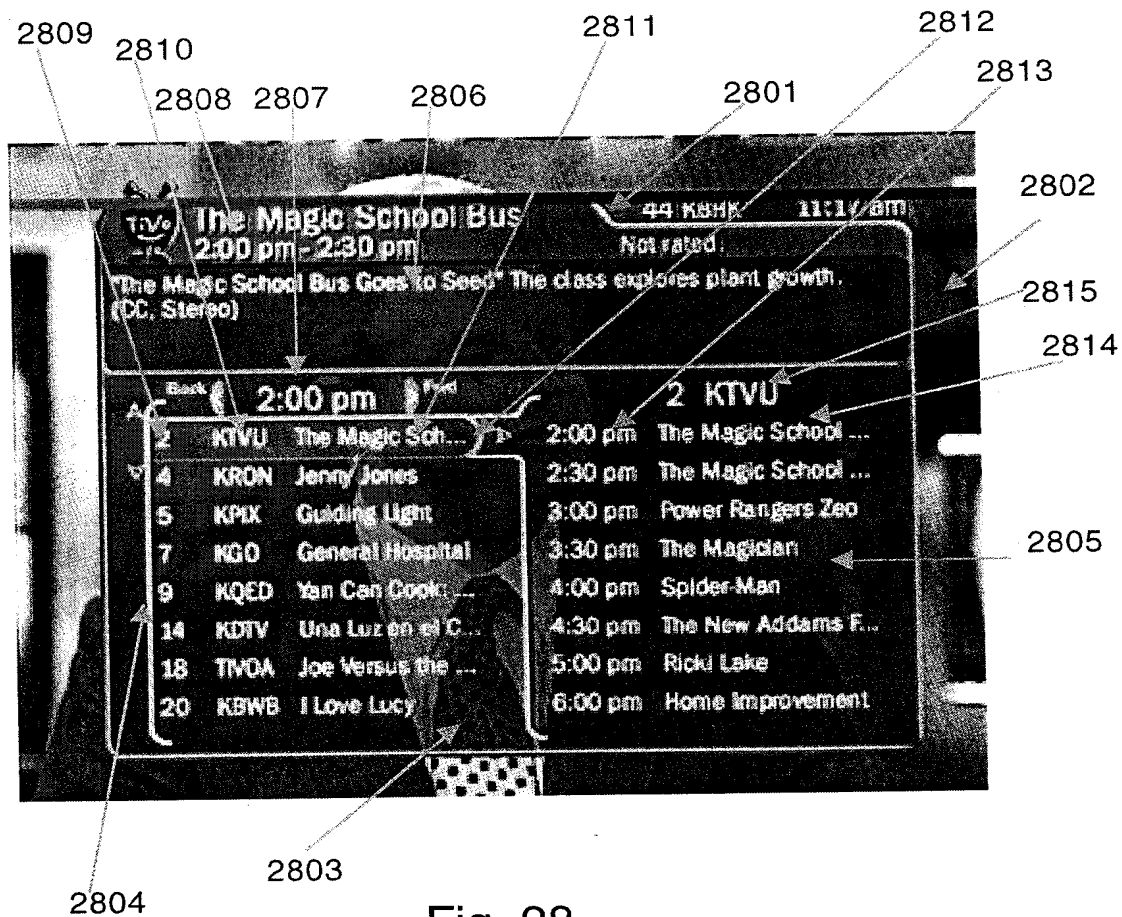 2809 2810 2811 2812
2808 2807 2806 2801 2813
2802
TiVo The Magic School Bus 44 KBHK 11:17 am
2:00 pm - 2:30 pm Not rated.
"The Magic School Bus Goes to Seed" The class explores plant growth.
(CC, Stereo)
2815
2814
Back 2:00 pm Fwd 2 KTVU
2 KTVU The Magic Sch... 2:00 pm The Magic School ...
4 KRON Jenny Jones 2:30 pm The Magic School ...
5 KPIX Guiding Light 3:00 pm Power Rangers Zeo
7 KGO General Hospital 3:30 pm The Magician
2805
9 KQED Yan Can Cook: ... 4:00 pm Spider-Man
14 KDTV Una Luz en el C... 4:30 pm The New Addams F...
18 TIVOA Joe Versus the ... 5:00 pm Ricki Lake
20 KBWB I Love Lucy 6:00 pm Home Improvement
2803
2804
Fig. 28